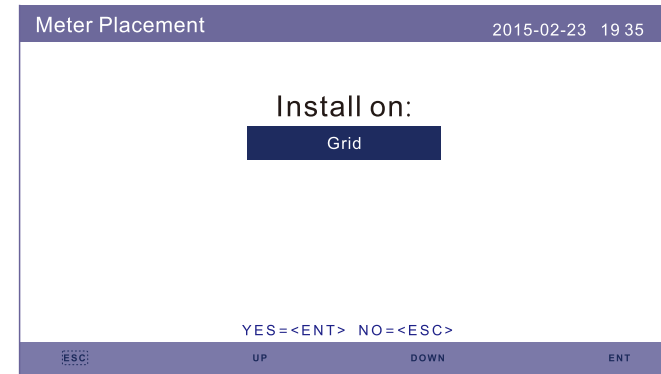 Meter Placement 2015-02-23 19 35
Install on:
Grid
YES=<ENT> NO=<ESC>
ESC UP DOWN ENT